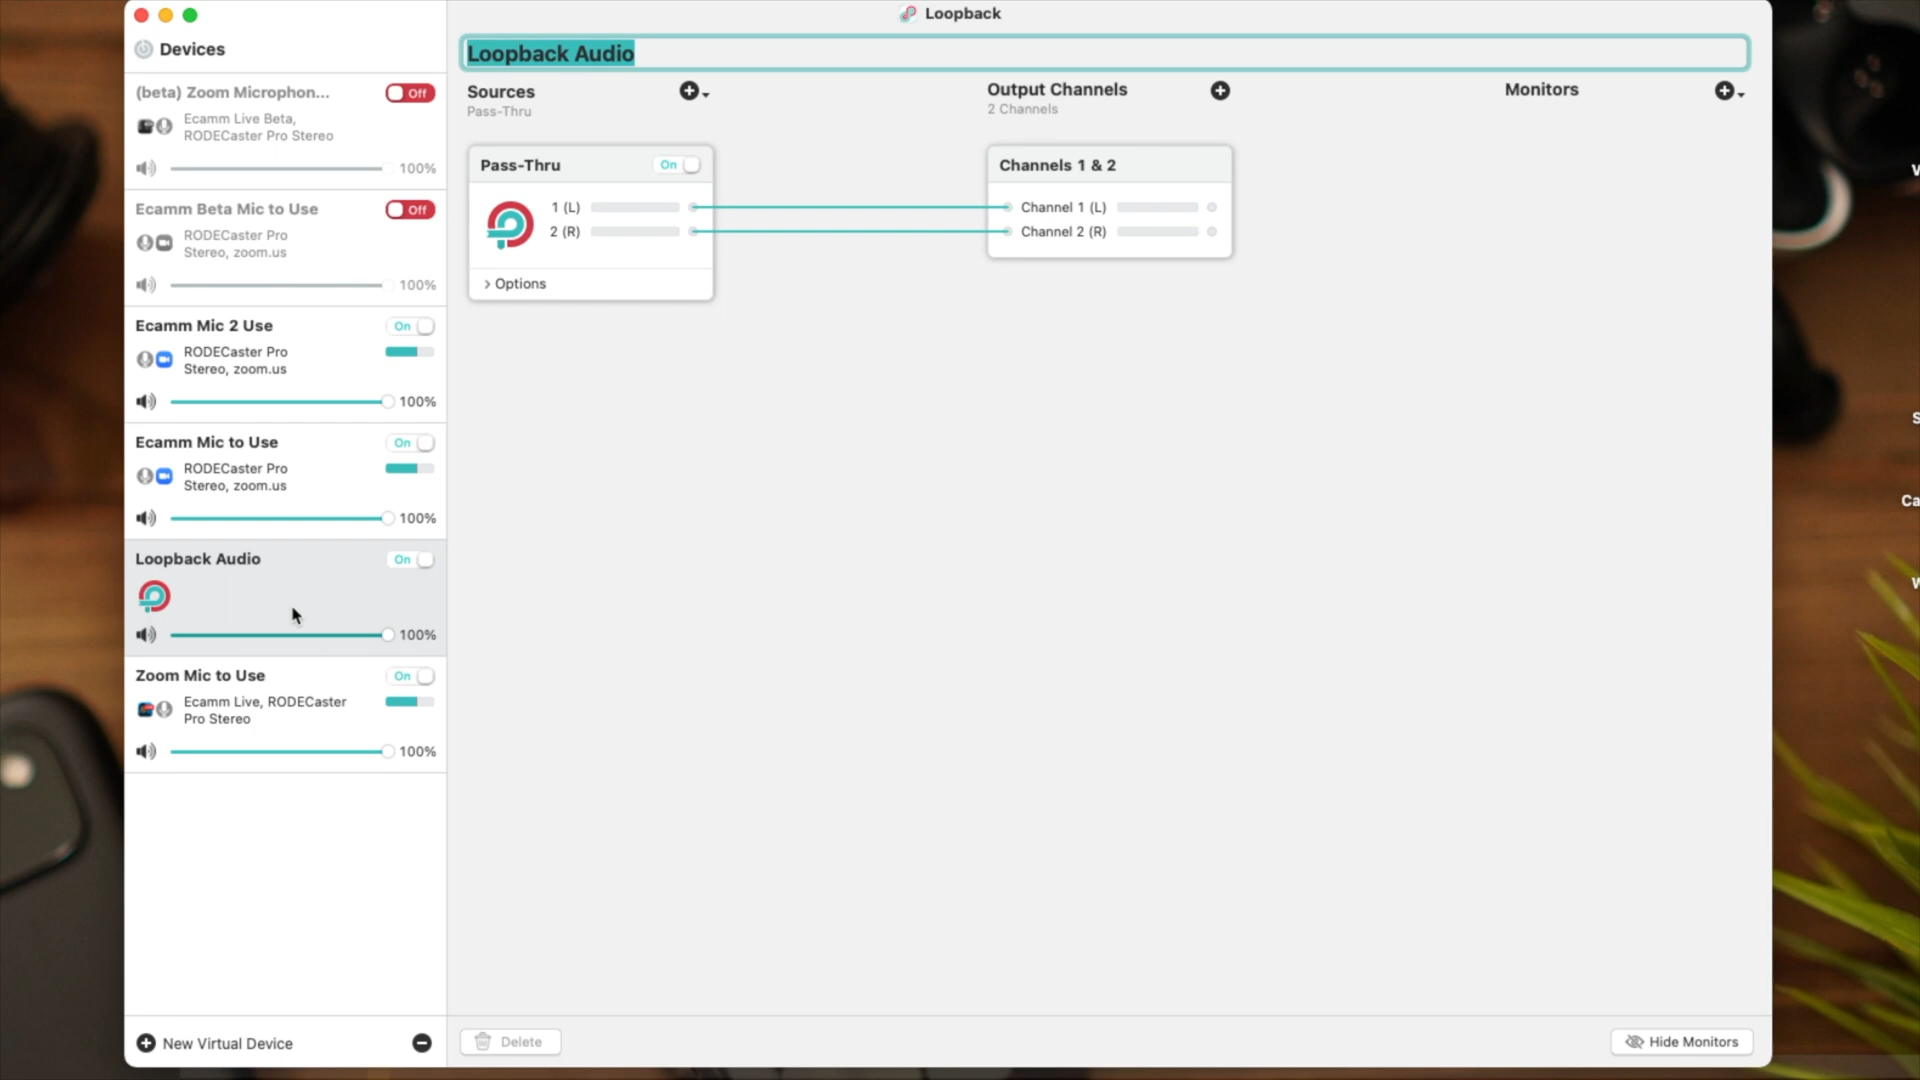 Loopback
Devices
Loopback Audio
Sources
Pass-Thru
Output Channels
2 Channels
Monitors
(beta) Zoom Microphon...
Off
Ecamm Live Beta,
RODECaster Pro Stereo
100%
Ecamm Beta Mic to Use
Off
RODECaster Pro
Stereo, zoom.us
100%
Ecamm Mic 2 Use
On
RODECaster Pro
Stereo, zoom.us
100%
Ecamm Mic to Use
On
RODECaster Pro
Stereo, zoom.us
100%
Loopback Audio
On
100%
Zoom Mic to Use
On
Ecamm Live, RODECaster
Pro Stereo
100%
New Virtual Device
Pass-Thru
On
1 (L)
2 (R)
Options
Channels 1 & 2
Channel 1 (L)
Channel 2 (R)
Delete
Hide Monitors
Ca